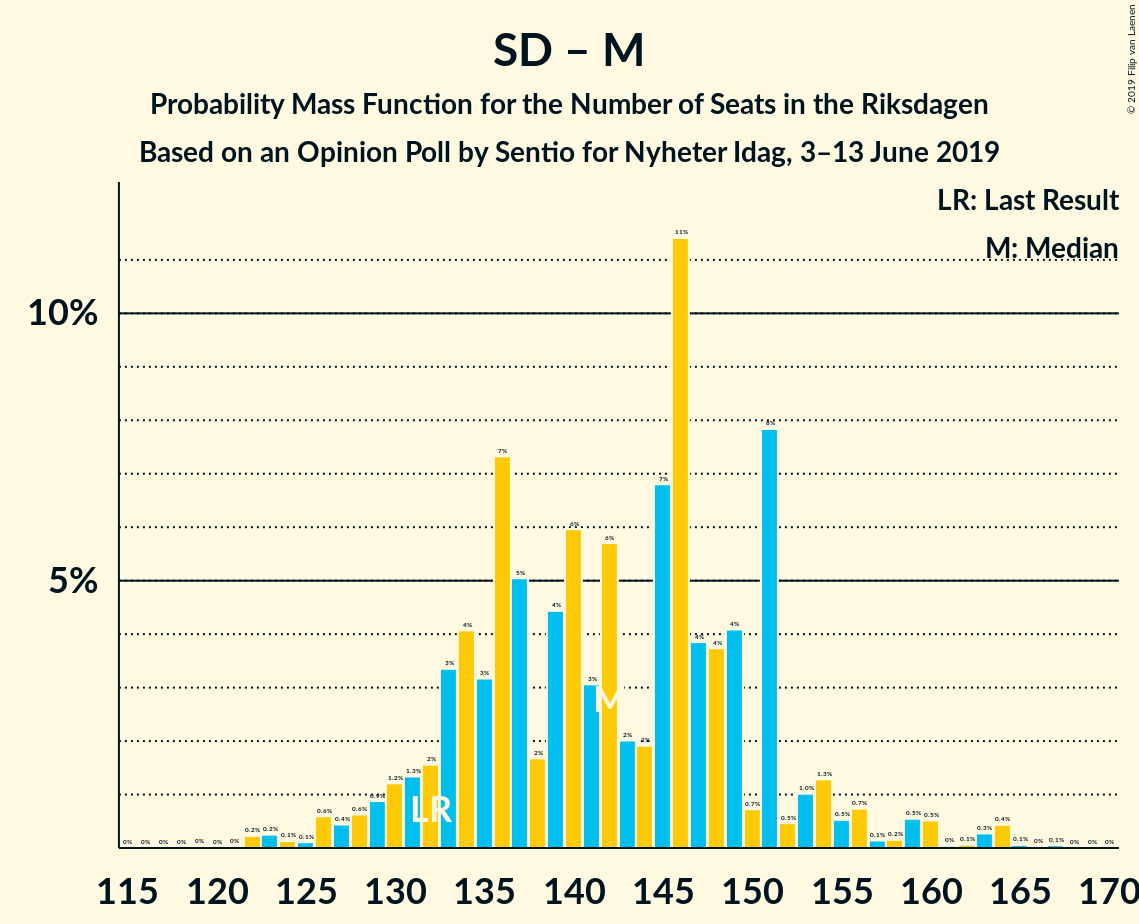 SD – M
Probability Mass Function for the Number of Seats in the Riksdagen
Based on an Opinion Poll by Sentio for Nyheter Idag, 3–13 June 2019
© 2019 Filip van Laenen
LR: Last Result
M: Median
10%
5%
0% 0% 0% 0% 0% 0% 0% 0.2% 0.2% 0.1% 0.1% 0.6% 0.4% 0.6% 0.9% 1.2% 1.3% 2% 3% 4% 3% 7% 5% 2% 4% 6% 3% 6% 2% 2% 7% 11% 4% 4% 4% 0.7% 8% 0.5% 1.0% 1.3% 0.5% 0.7% 0.1% 0.2% 0.5% 0.5% 0% 0.1% 0.3% 0.4% 0.1% 0% 0.1% 0% 0% 0%
M
LR
115 120 125 130 135 140 145 150 155 160 165 170